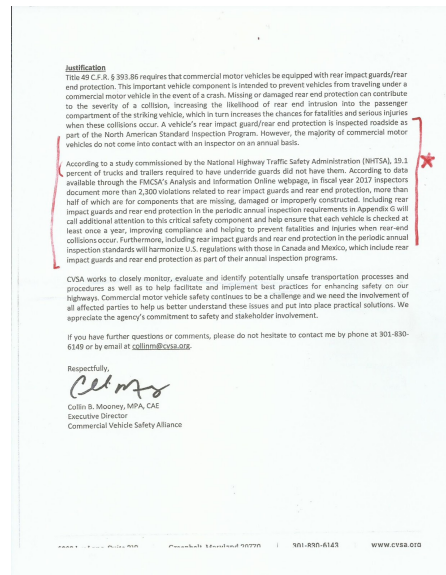 Justification
Title 49 C.F.R. § 393.86 requires that commercial motor vehicles be equipped with rear impact guards/rear
end protection. This important vehicle component is intended to prevent vehicles from traveling under a
commercial motor vehicle in the event of a crash. Missing or damaged rear end protection can contribute
to the severity of a collision, increasing the likelihood of rear end intrusion into the passenger
compartment of the striking vehicle, which in turn increases the chances for fatalities and serious injuries
when these collisions occur. A vehicle's rear impact guard/rear end protection is inspected roadside as
part of the North American Standard Inspection Program. However, the majority of commercial motor
vehicles do not come into contact with an inspector on an annual basis.
According to a study commissioned by the National Highway Traffic Safety Administration (NHTSA), 19.1
percent of trucks and trailers required to have underride guards did not have them. According to data
available through the FMCSA's Analysis and Information Online webpage, in fiscal year 2017 inspectors
document more than 2,300 violations related to rear impact guards and rear end protection, more than
half of which are for components that are missing, damaged or improperly constructed. Including rear
impact guards and rear end protection in the periodic annual inspection requirements in Appendix G will
call additional attention to this critical safety component and help ensure that each vehicle is checked at
least once a year, improving compliance and helping to prevent fatalities and injuries when rear-end
collisions occur. Furthermore, including rear impact guards and rear end protection in the periodic annual
inspection standards will harmonize U.S. regulations with those in Canada and Mexico, which include rear
impact guards and rear end protection as part of their annual inspection programs.
CVSA works to closely monitor, evaluate and identify potentially unsafe transportation processes and
procedures as well as to help facilitate and implement best practices for enhancing safety on our
highways. Commercial motor vehicle safety continues to be a challenge and we need the involvement of
all affected parties to help us better understand these issues and put into place practical solutions. We
appreciate the agency's commitment to safety and stakeholder involvement.
If you have further questions or comments, please do not hesitate to contact me by phone at 301-830-
6149 or by email at collinm@cvsa.org.
Respectfully,
Collin B. Mooney, MPA, CAE
Executive Director
Commercial Vehicle Safety Alliance
Greenbelt, Maryland 20770 | 301-830-6143 www.cvsa.org